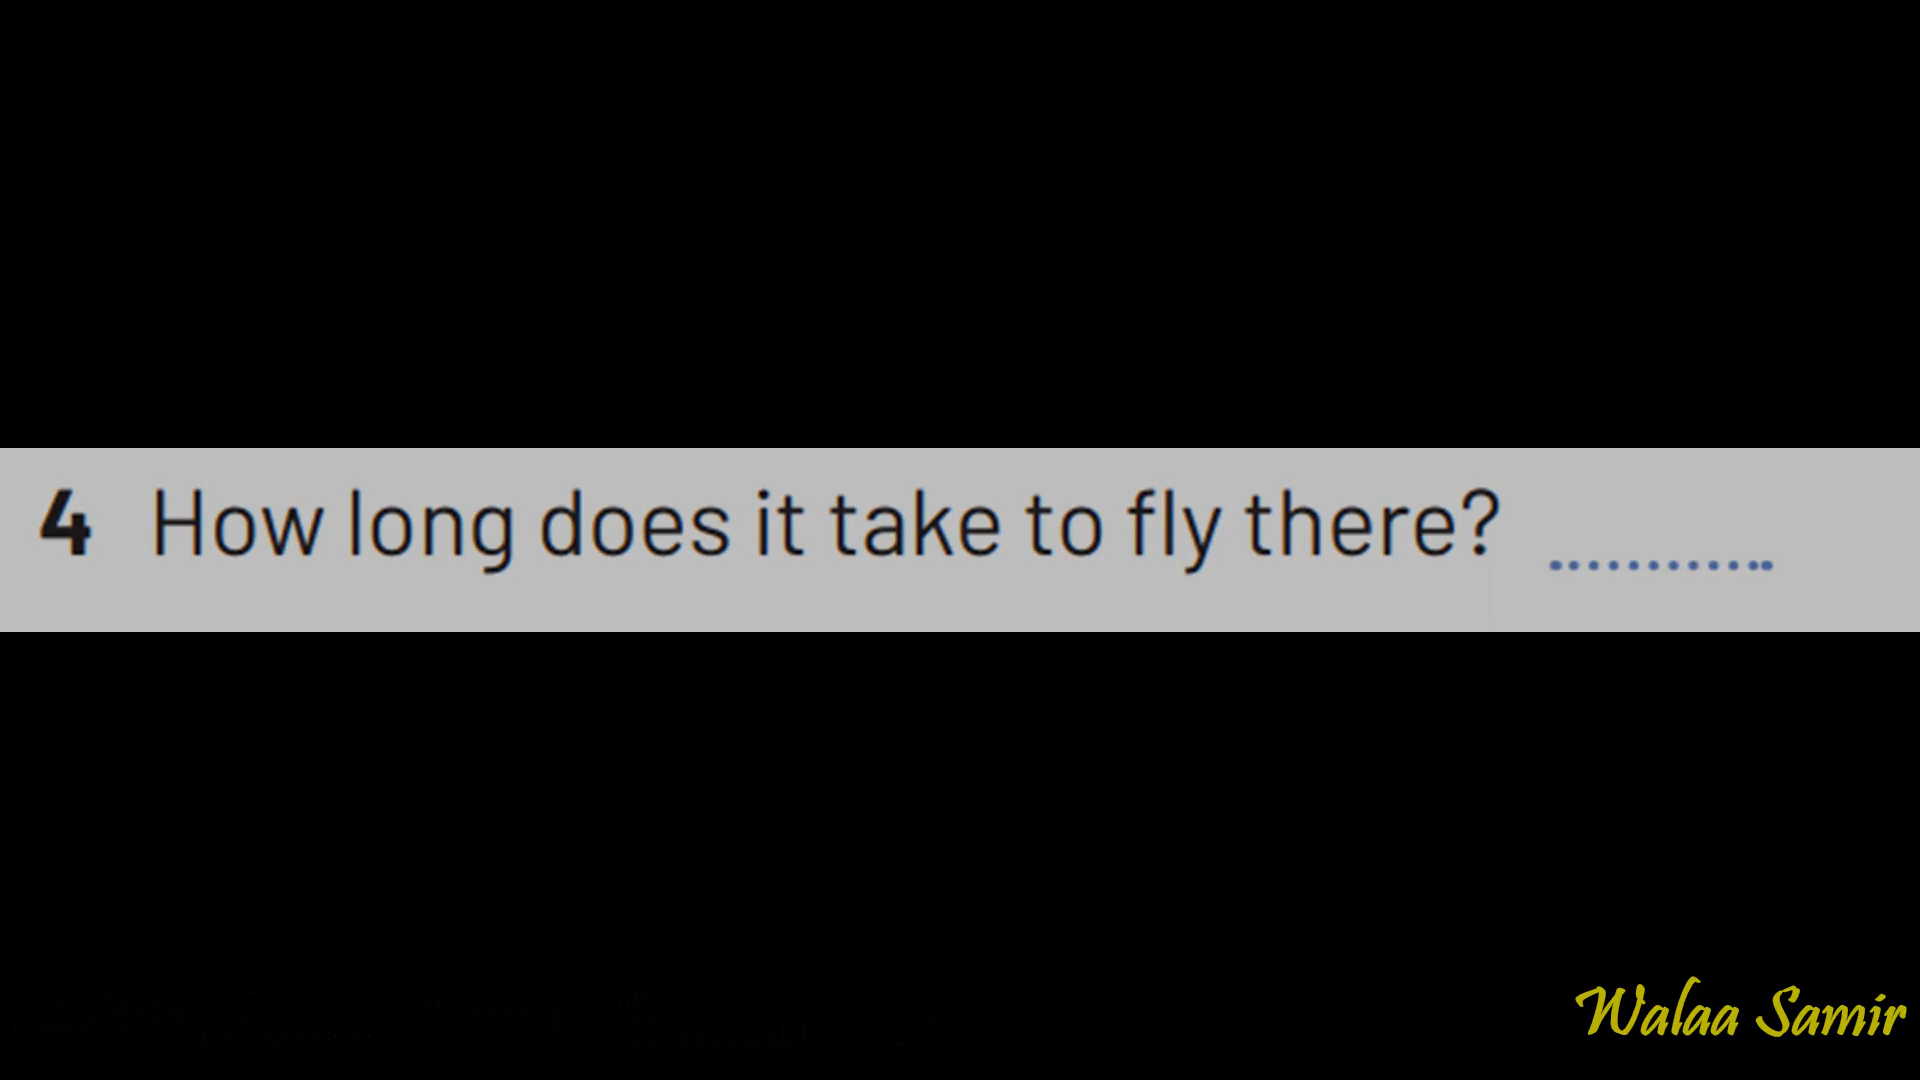 4 How long does it take to fly there? ............
Walaa Samir